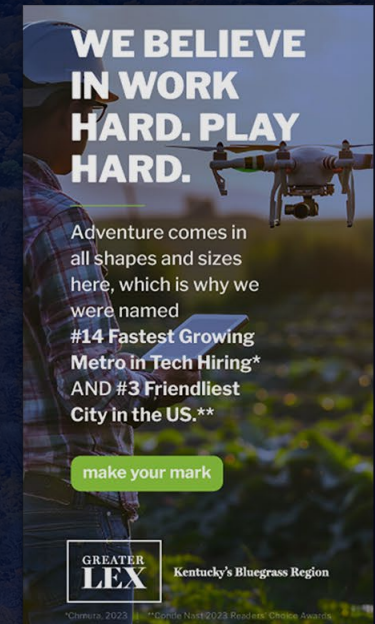 WE BELIEVE
IN WORK
HARD. PLAY
HARD.
Adventure comes in
all shapes and sizes
here, which is why we
were named
#14 Fastest Growing
Metro in Tech Hiring*
AND #3 Friendliest
City in the US.**
make your mark
GREATER
LEX
Kentucky's Bluegrass Region
*Chmura, 2023 | **Conde Nast 2023 Readers' Choice Awards